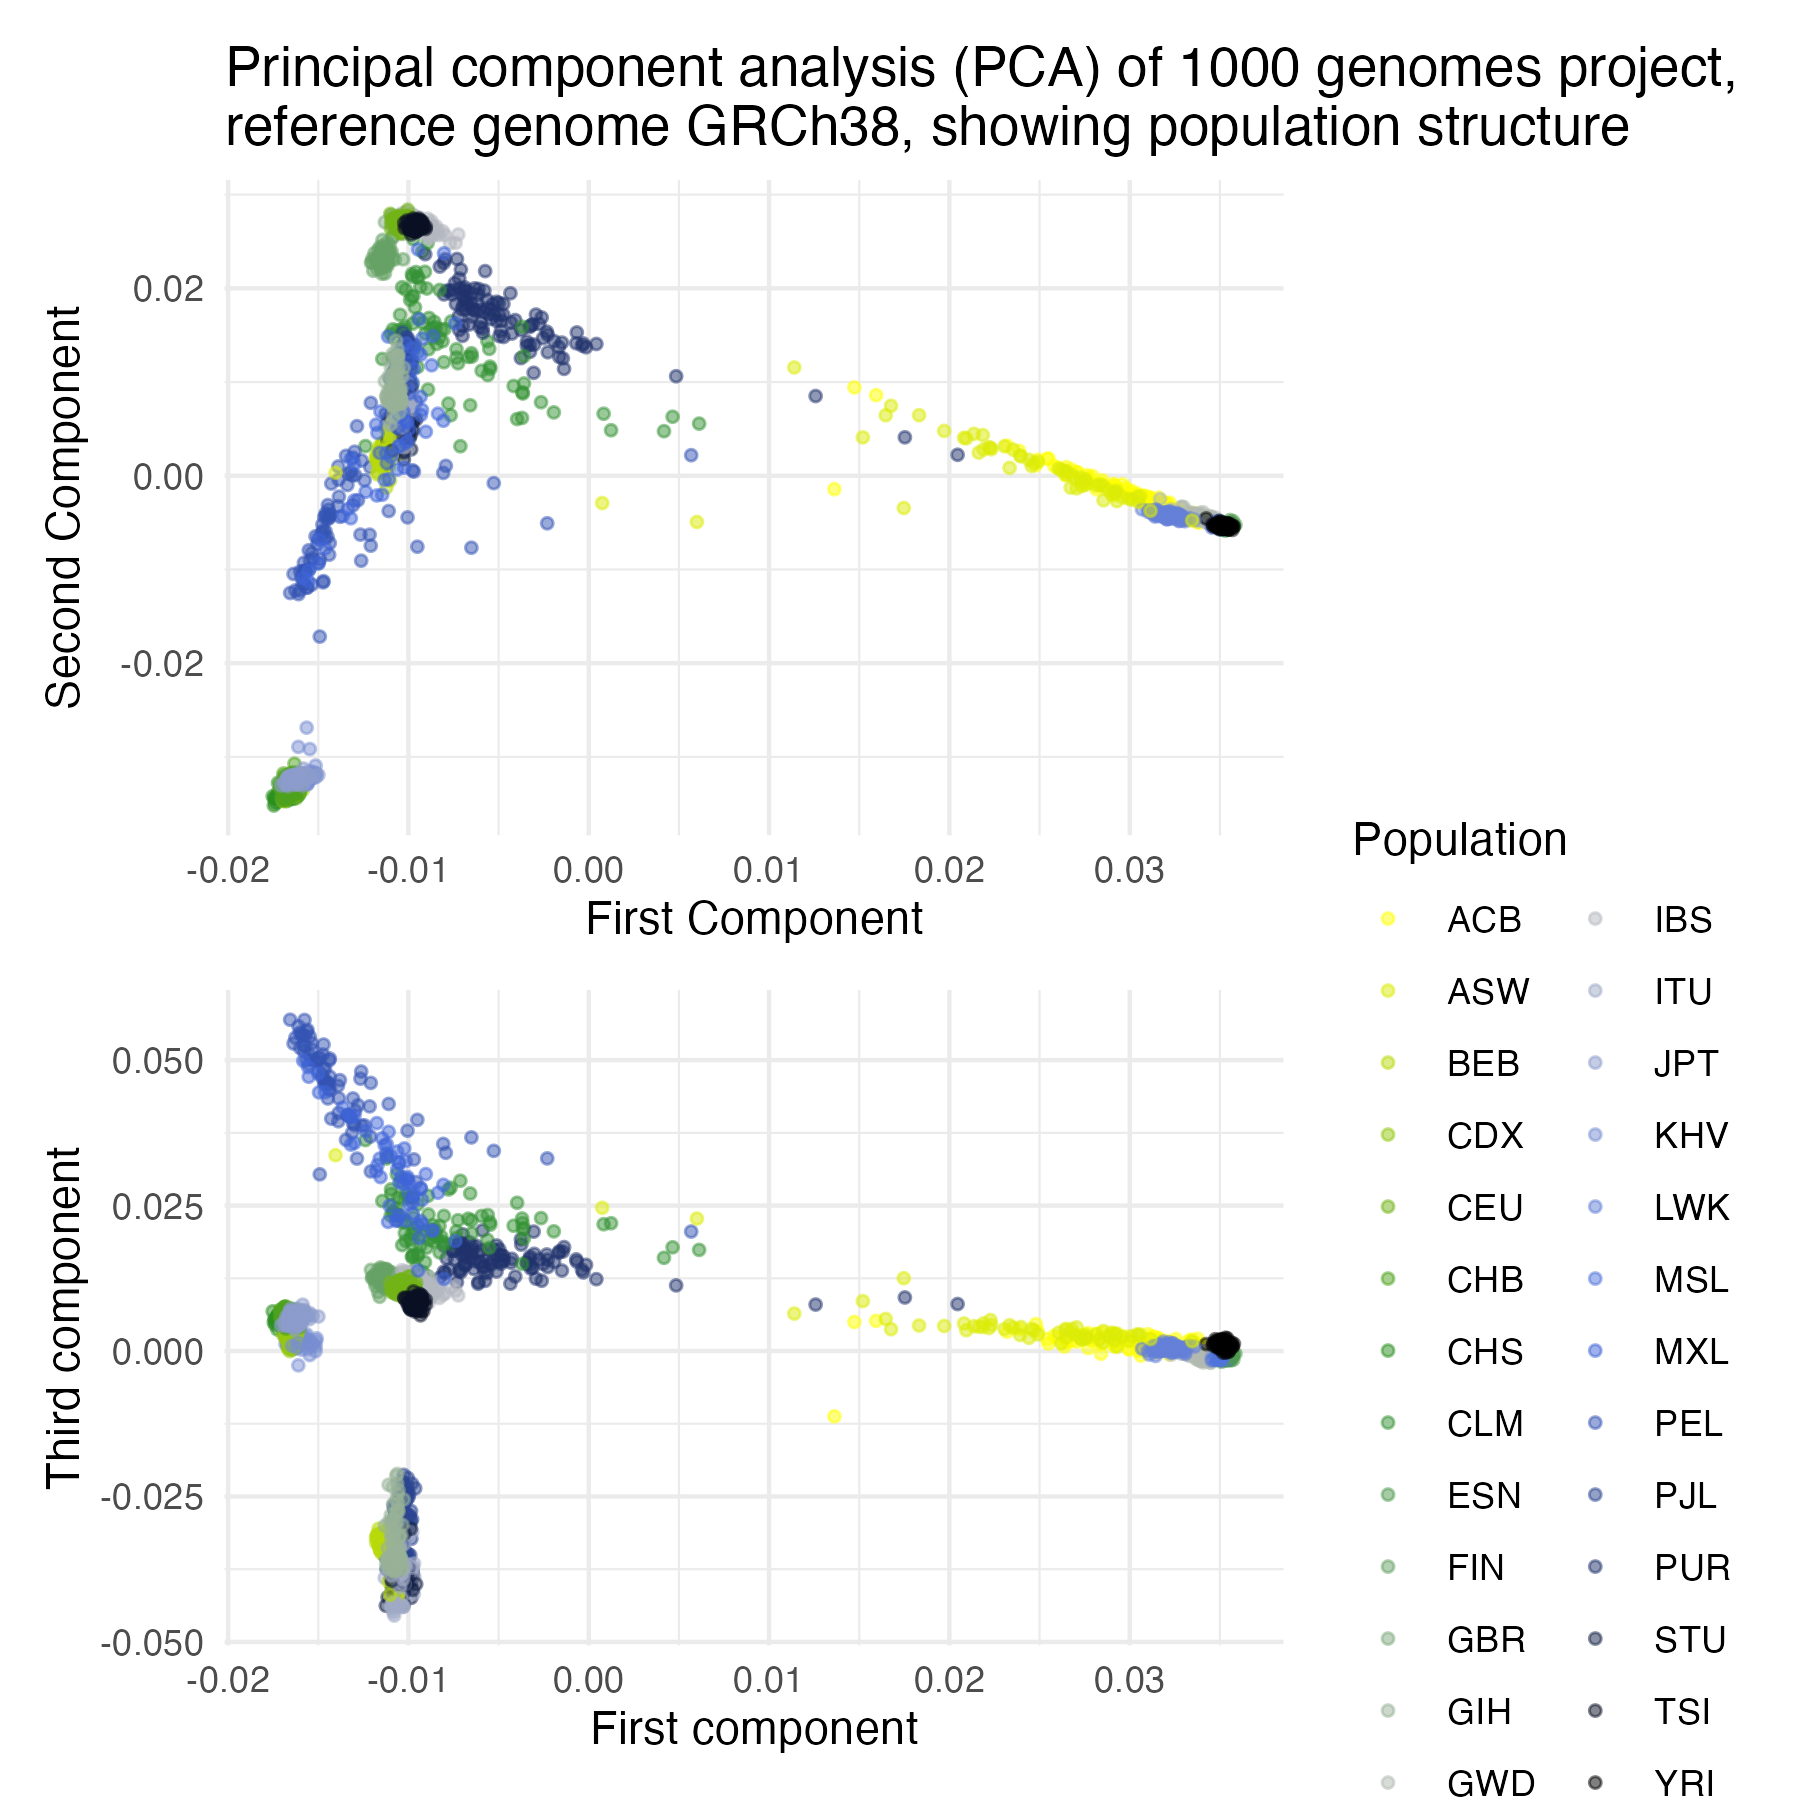 Principal component analysis (PCA) of 1000 genomes project,
reference genome GRCh38, showing population structure
Second Component
0.02
0.00
-0.02
-0.02 -0.01 0.00 0.01 0.02 0.03
First Component
Third component
0.050
0.025
0.000
-0.025
-0.050
-0.02 -0.01 0.00 0.01 0.02 0.03
First component
Population
ACB IBS
ASW ITU
BEB JPT
CDX KHV
CEU LWK
CHB MSL
CHS MXL
CLM PEL
ESN PJL
FIN PUR
GBR STU
GIH TSI
GWD YRI